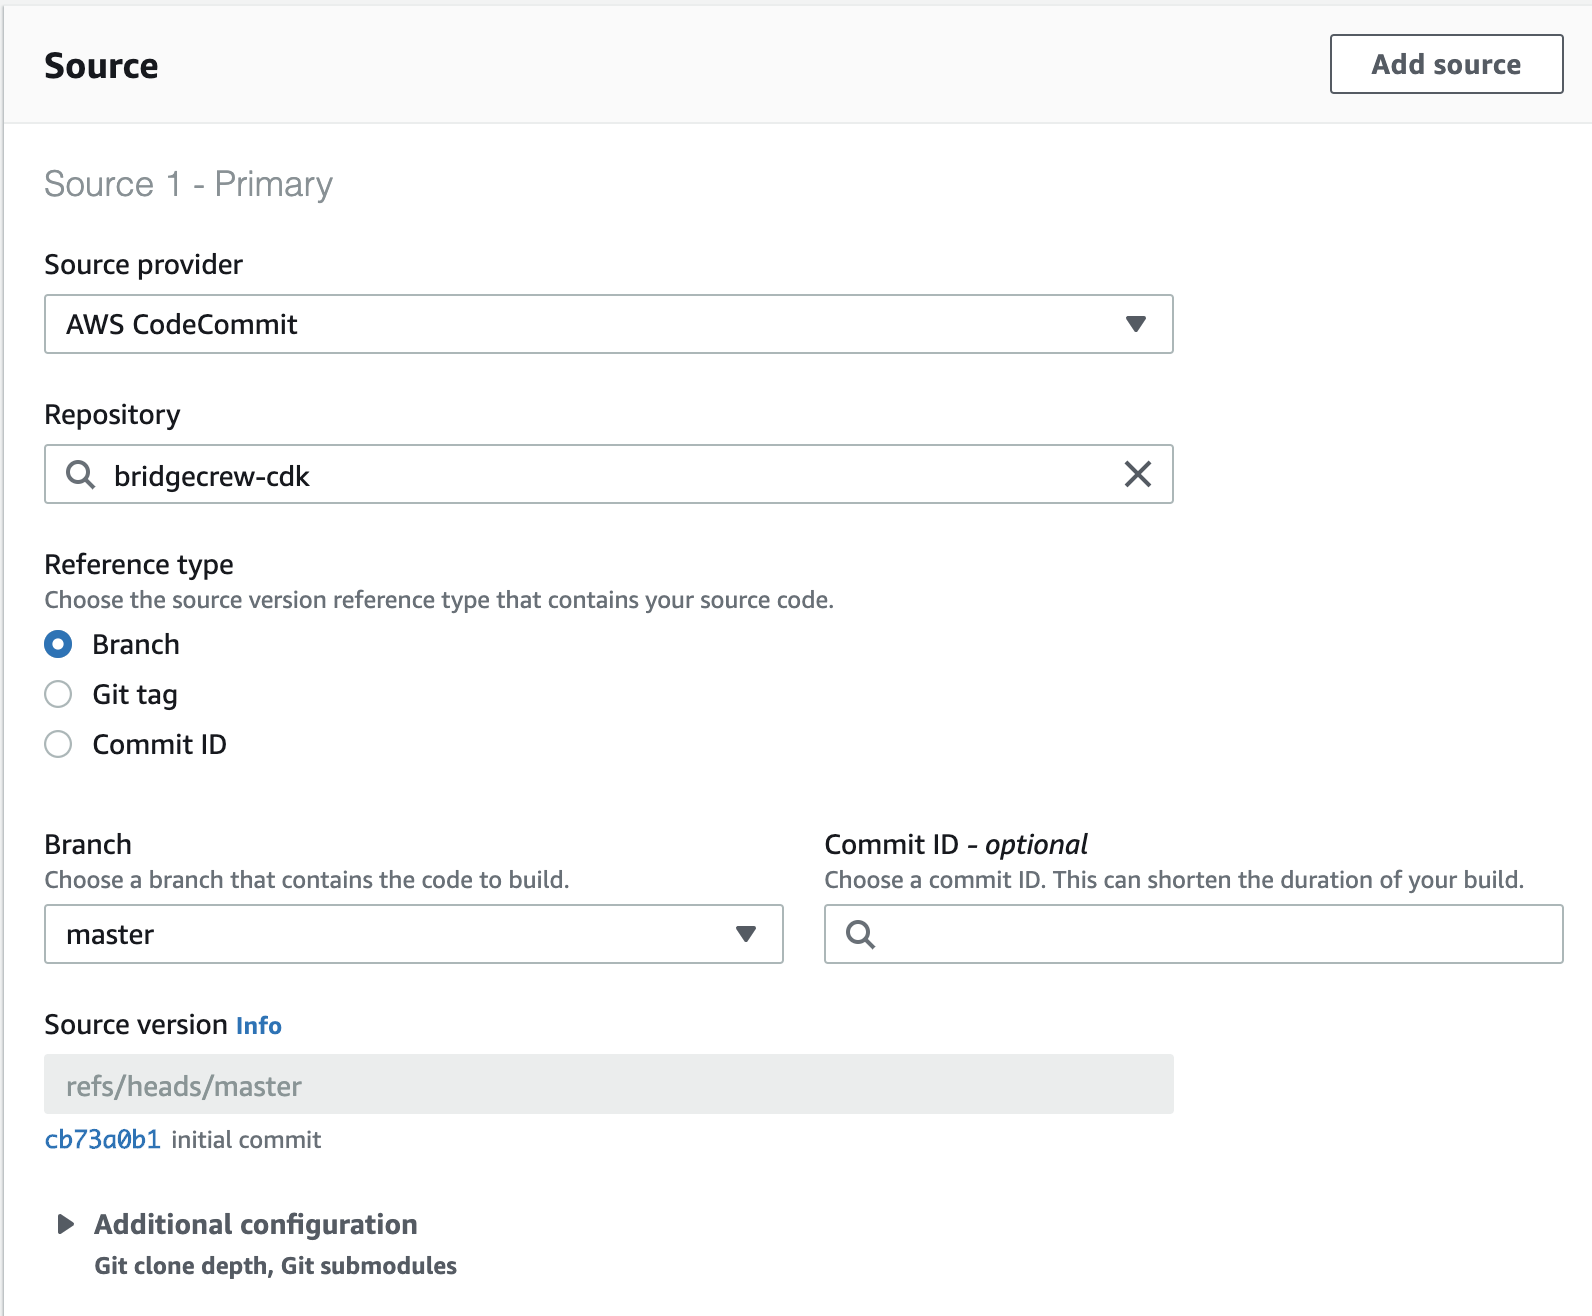 Source
Add source
Source 1 - Primary
Source provider
AWS CodeCommit
Repository
bridgecrew-cdk
Reference type
Choose the source version reference type that contains your source code.
Branch
Git tag
Commit ID
Branch
Choose a branch that contains the code to build.
master
Commit ID - optional
Choose a commit ID. This can shorten the duration of your build.
Source version Info
refs/heads/master
cb73a0b1 initial commit
Additional configuration
Git clone depth, Git submodules